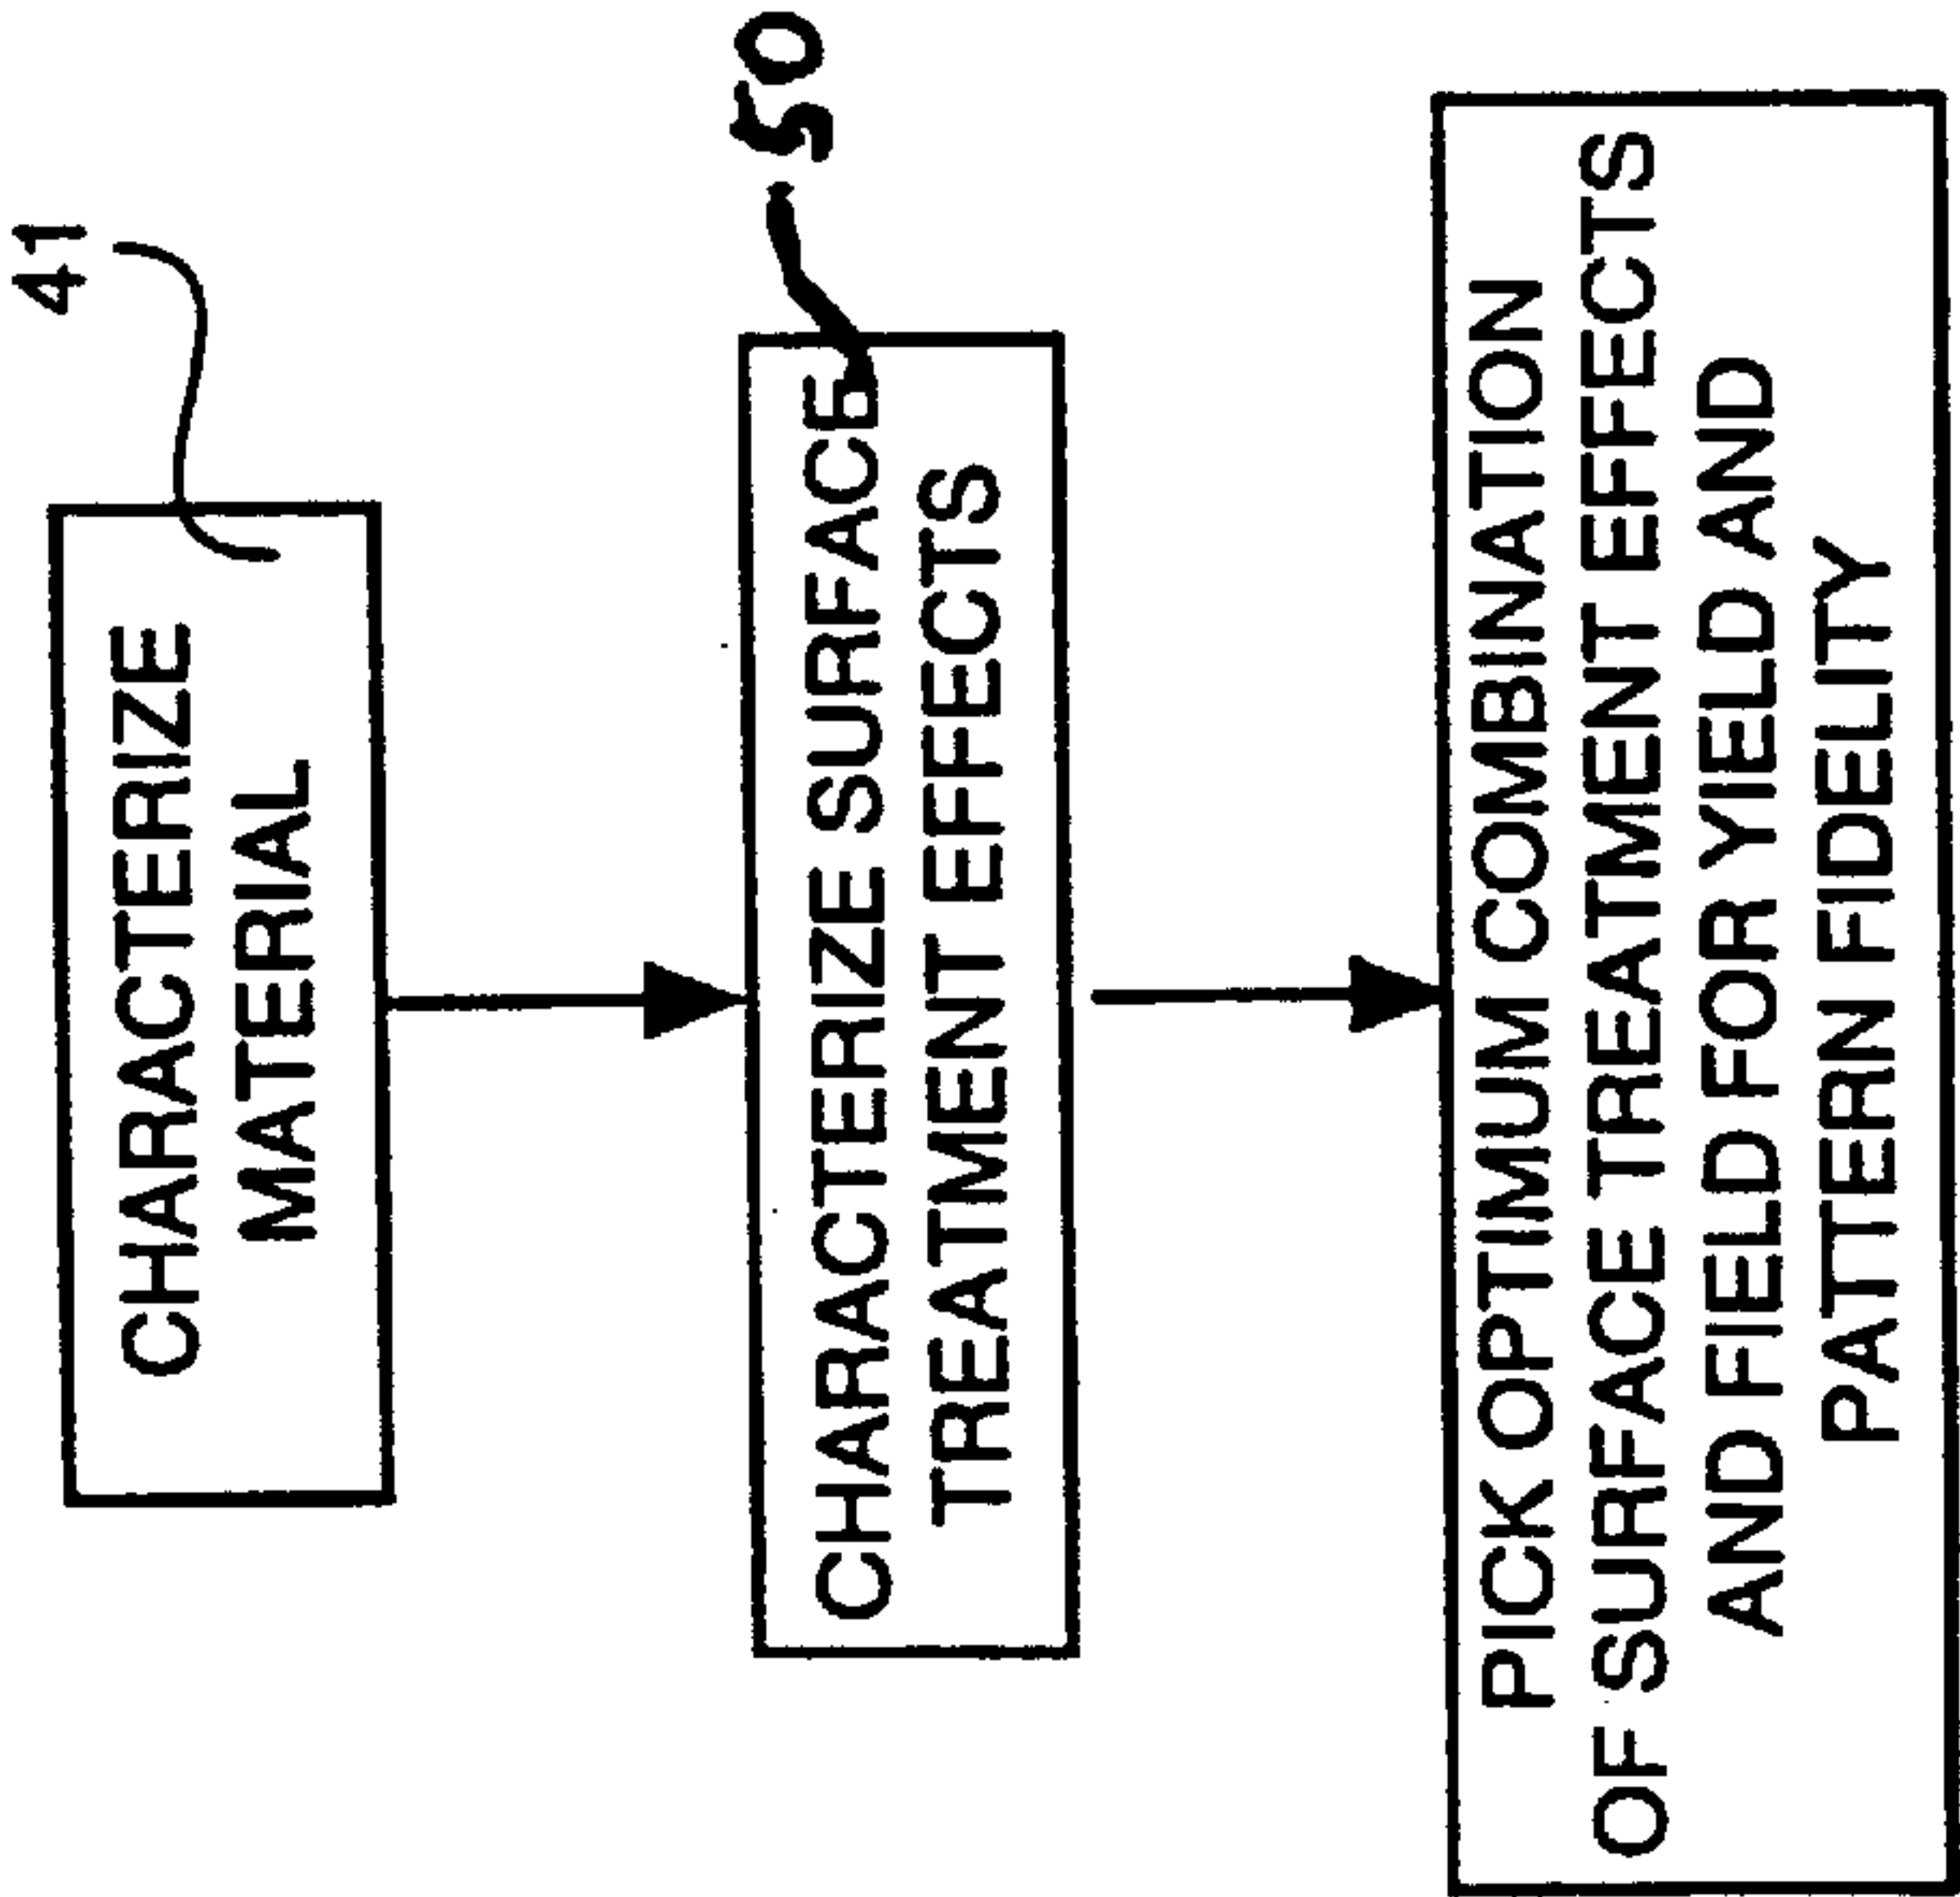 41
CHARACTERIZE
MATERIAL
50
CHARACTERIZE SURFACE
TREATMENT EFFECTS
PICK OPTIMUM COMBINATION
OF SURFACE TREATMENT EFFECTS
AND FIELD FOR YIELD AND
PATTERN FIDELITY